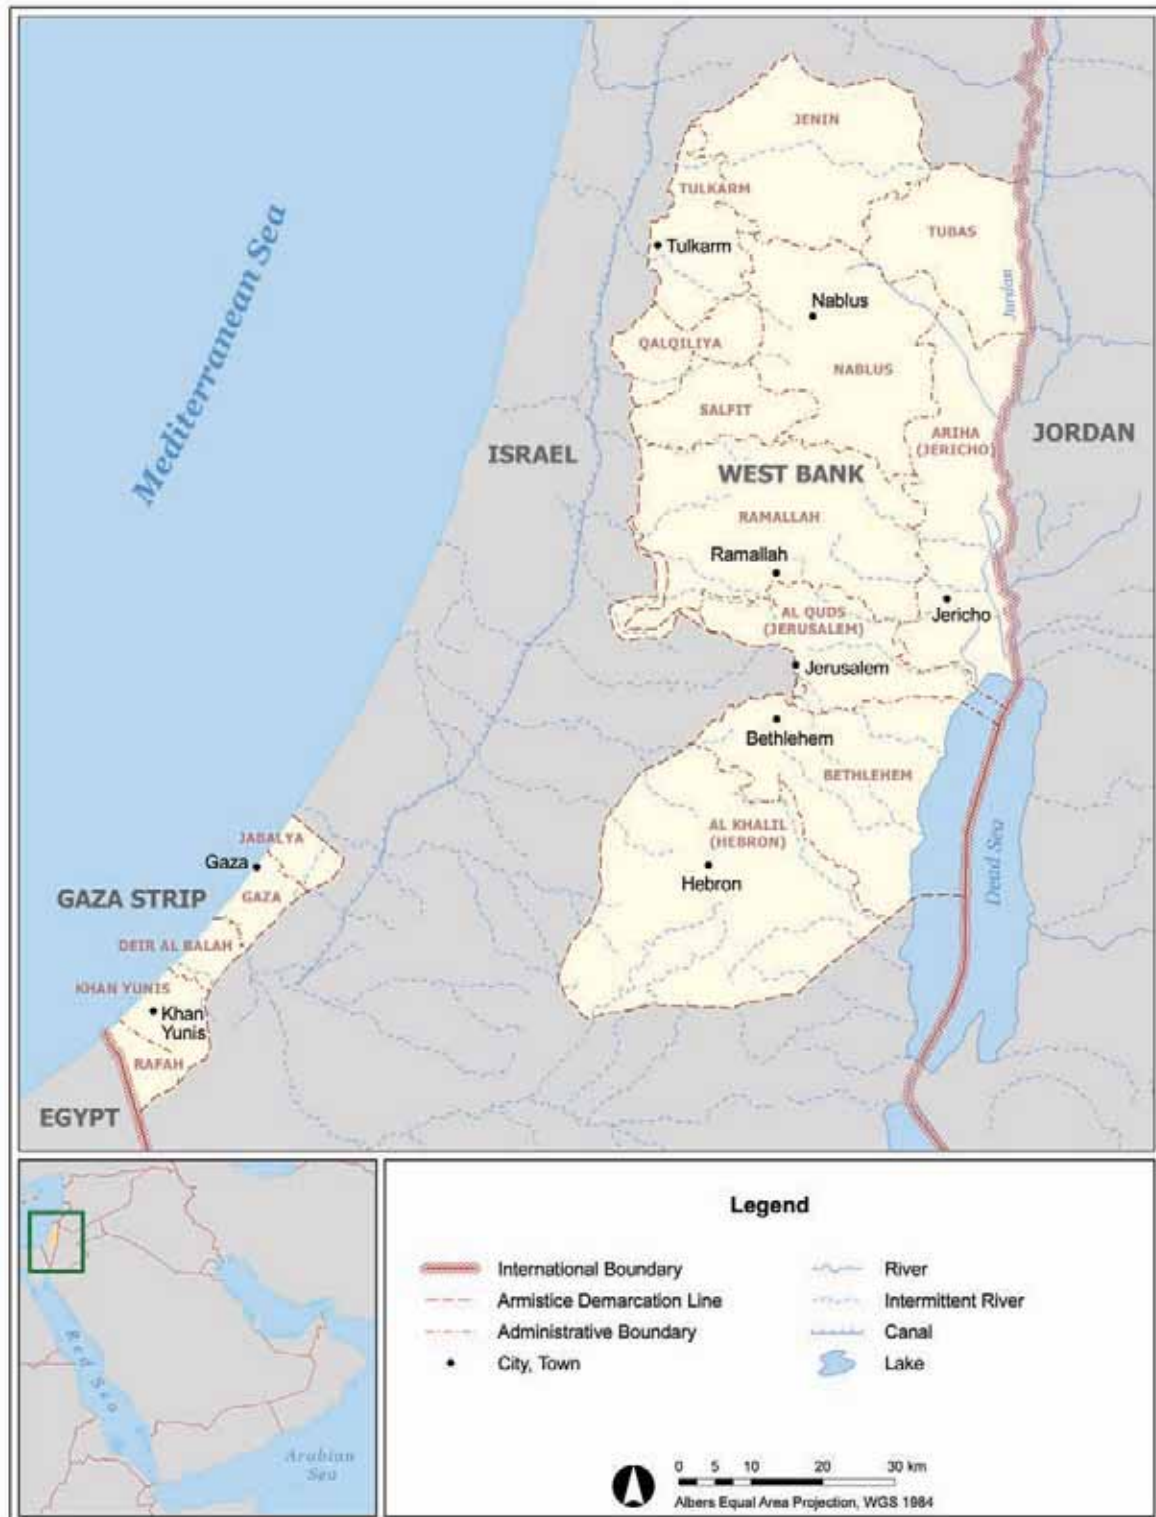 JENIN
TULKARM
TUBAS
Tulkarm
Mediterranean Sea
Jordan
Nablus
QALQILIYA
NABLUS
SALFIT
ARIHA
(JERICHO)
JORDAN
ISRAEL
WEST BANK
RAMALLAH
Ramallah
AL QUDS
(JERUSALEM)
Jericho
Jerusalem
Bethlehem
BETHLEHEM
AL KHALIL
(HEBRON)
Hebron
Dead Sea
JABALYA
Gaza
GAZA
GAZA STRIP
DEIR AL BALAH
KHAN YUNIS
Khan
Yunis
RAFAH
EGYPT
Red Sea
Arabian
Sea
Legend
International Boundary
Armistice Demarcation Line
Administrative Boundary
City, Town
River
Intermittent River
Canal
Lake
0 5 10 20 30 km
Albers Equal Area Projection, WGS 1984